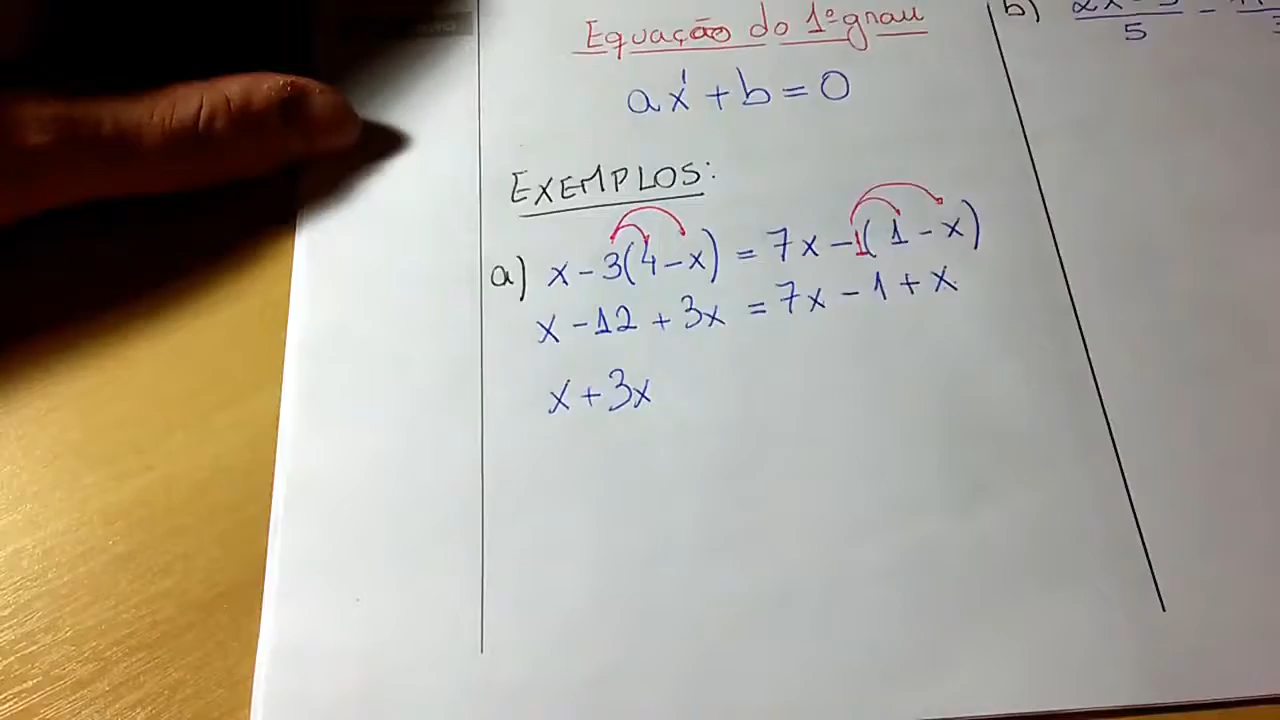 Equação do 1º grau
ax¹ + b = 0
EXEMPLOS:
a) x - 3(4 - x) = 7x - 1(1 - x)
x - 12 + 3x = 7x - 1 + x
x + 3x
b)
5